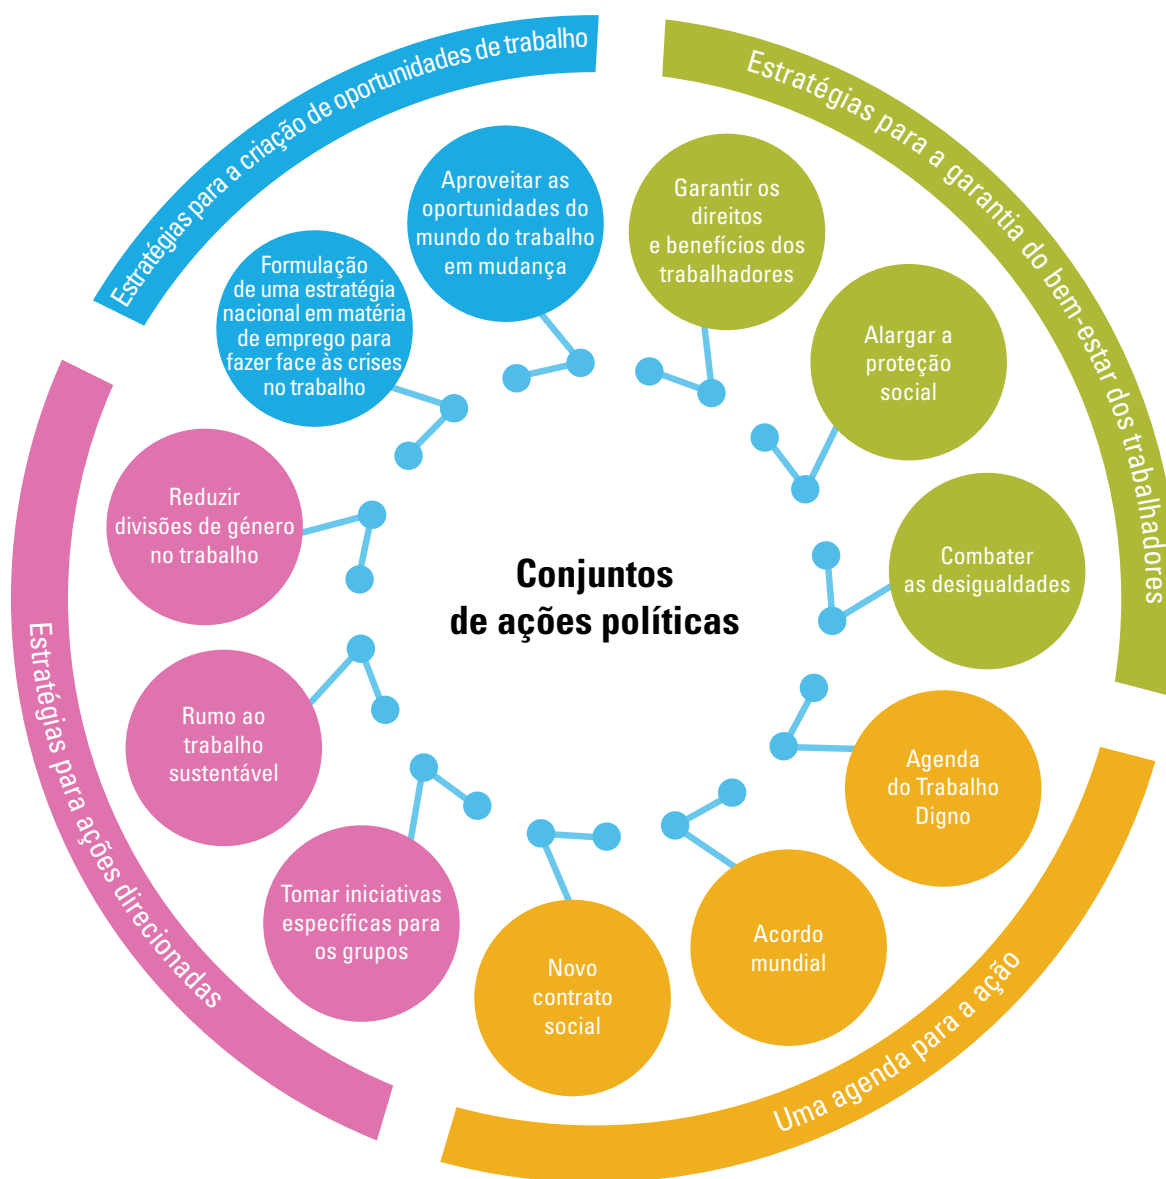 Estratégias para a criação de oportunidades de trabalho
Aproveitar as
oportunidades do
mundo do trabalho
em mudança
Formulação
de uma estratégia
nacional em matéria
de emprego para
fazer face às crises
no trabalho
Estratégias para a garantia do bem-estar dos trabalhadores
Garantir os
direitos
e benefícios dos
trabalhadores
Alargar a
proteção
social
Combater
as desigualdades
Conjuntos
de ações políticas
Estratégias para ações direcionadas
Reduzir
divisões de género
no trabalho
Rumo ao
trabalho
sustentável
Tomar iniciativas
específicas para
os grupos
Uma agenda para a ação
Agenda
do Trabalho
Digno
Acordo
mundial
Novo
contrato
social